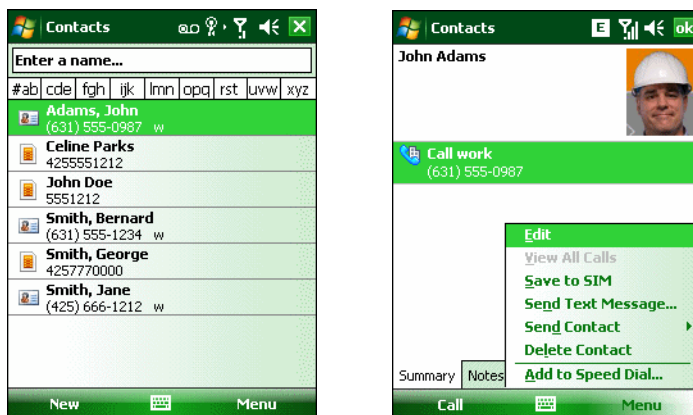 Contacts
Enter a name...
#ab cde fgh ijk lmn opq rst uvw xyz
Adams, John
(631) 555-0987 w
Celine Parks
4255551212
John Doe
5551212
Smith, Bernard
(631) 555-1234 w
Smith, George
4257770000
Smith, Jane
(425) 666-1212 w
New Menu
Contacts E ok
John Adams
Call work
(631) 555-0987
Edit
View All Calls
Save to SIM
Send Text Message...
Send Contact
Delete Contact
Add to Speed Dial...
Summary Notes
Call Menu